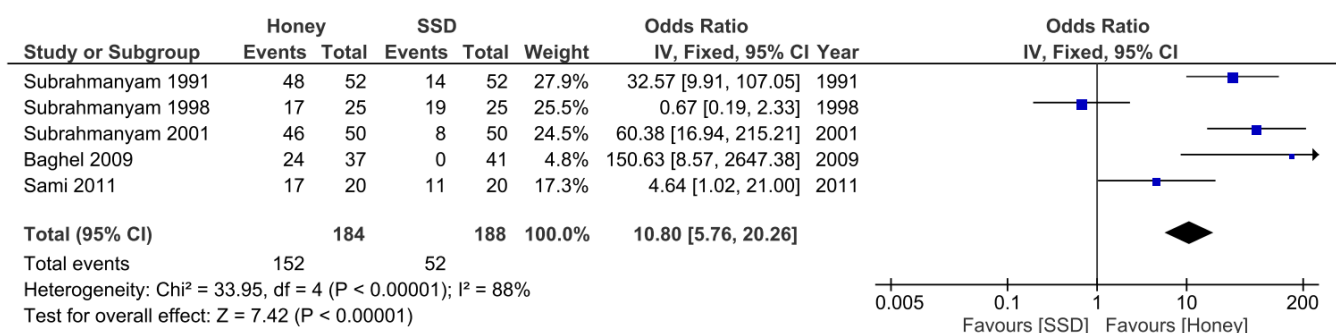 Honey SSD Odds Ratio Odds Ratio
Study or Subgroup Events Total Events Total Weight IV, Fixed, 95% CI Year IV, Fixed, 95% CI
Subrahmanyam 1991 48 52 14 52 27.9% 32.57 [9.91, 107.05] 1991
Subrahmanyam 1998 17 25 19 25 25.5% 0.67 [0.19, 2.33] 1998
Subrahmanyam 2001 46 50 8 50 24.5% 60.38 [16.94, 215.21] 2001
Baghel 2009 24 37 0 41 4.8% 150.63 [8.57, 2647.38] 2009
Sami 2011 17 20 11 20 17.3% 4.64 [1.02, 21.00] 2011
Total (95% CI) 184 188 100.0% 10.80 [5.76, 20.26]
Total events 152 52
Heterogeneity: Chi² = 33.95, df = 4 (P < 0.00001); I² = 88%
Test for overall effect: Z = 7.42 (P < 0.00001)
0.005 0.1 1 10 200
Favours [SSD] Favours [Honey]